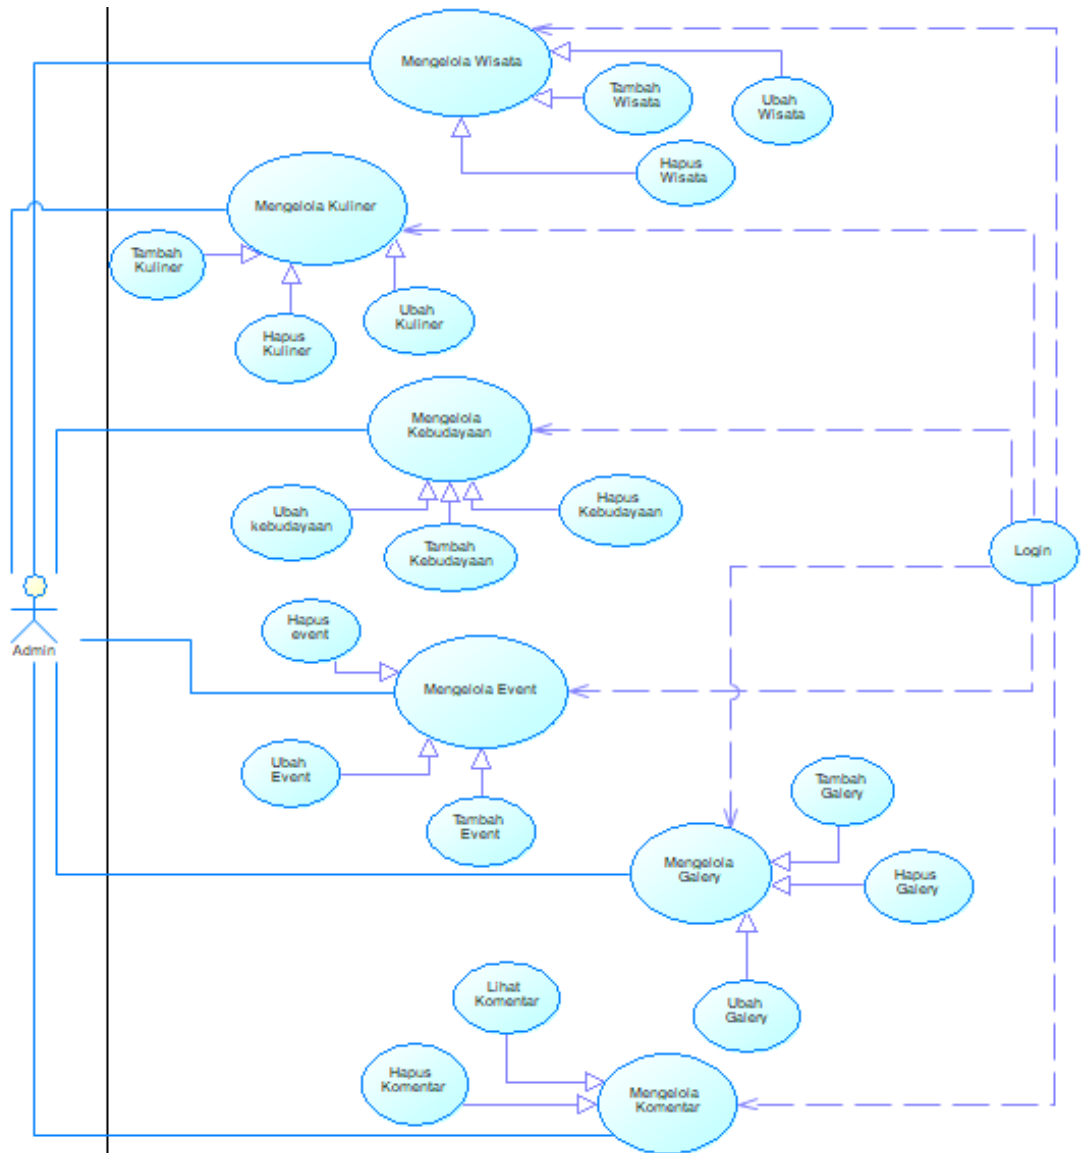 Mengelola Wisata
Tambah
Wisata
Ubah
Wisata
Hapus
Wisata
Mengelola Kuliner
Tambah
Kuliner
Ubah
Kuliner
Hapus
Kuliner
Mengelola
Kebudayaan
Ubah
kebudayaan
Tambah
Kebudayaan
Hapus
Kebudayaan
Login
Admin
Hapus
event
Mengelola Event
Ubah
Event
Tambah
Event
Tambah
Galery
Mengelola
Galery
Hapus
Galery
Ubah
Galery
Lihat
Komentar
Hapus
Komentar
Mengelola
Komentar